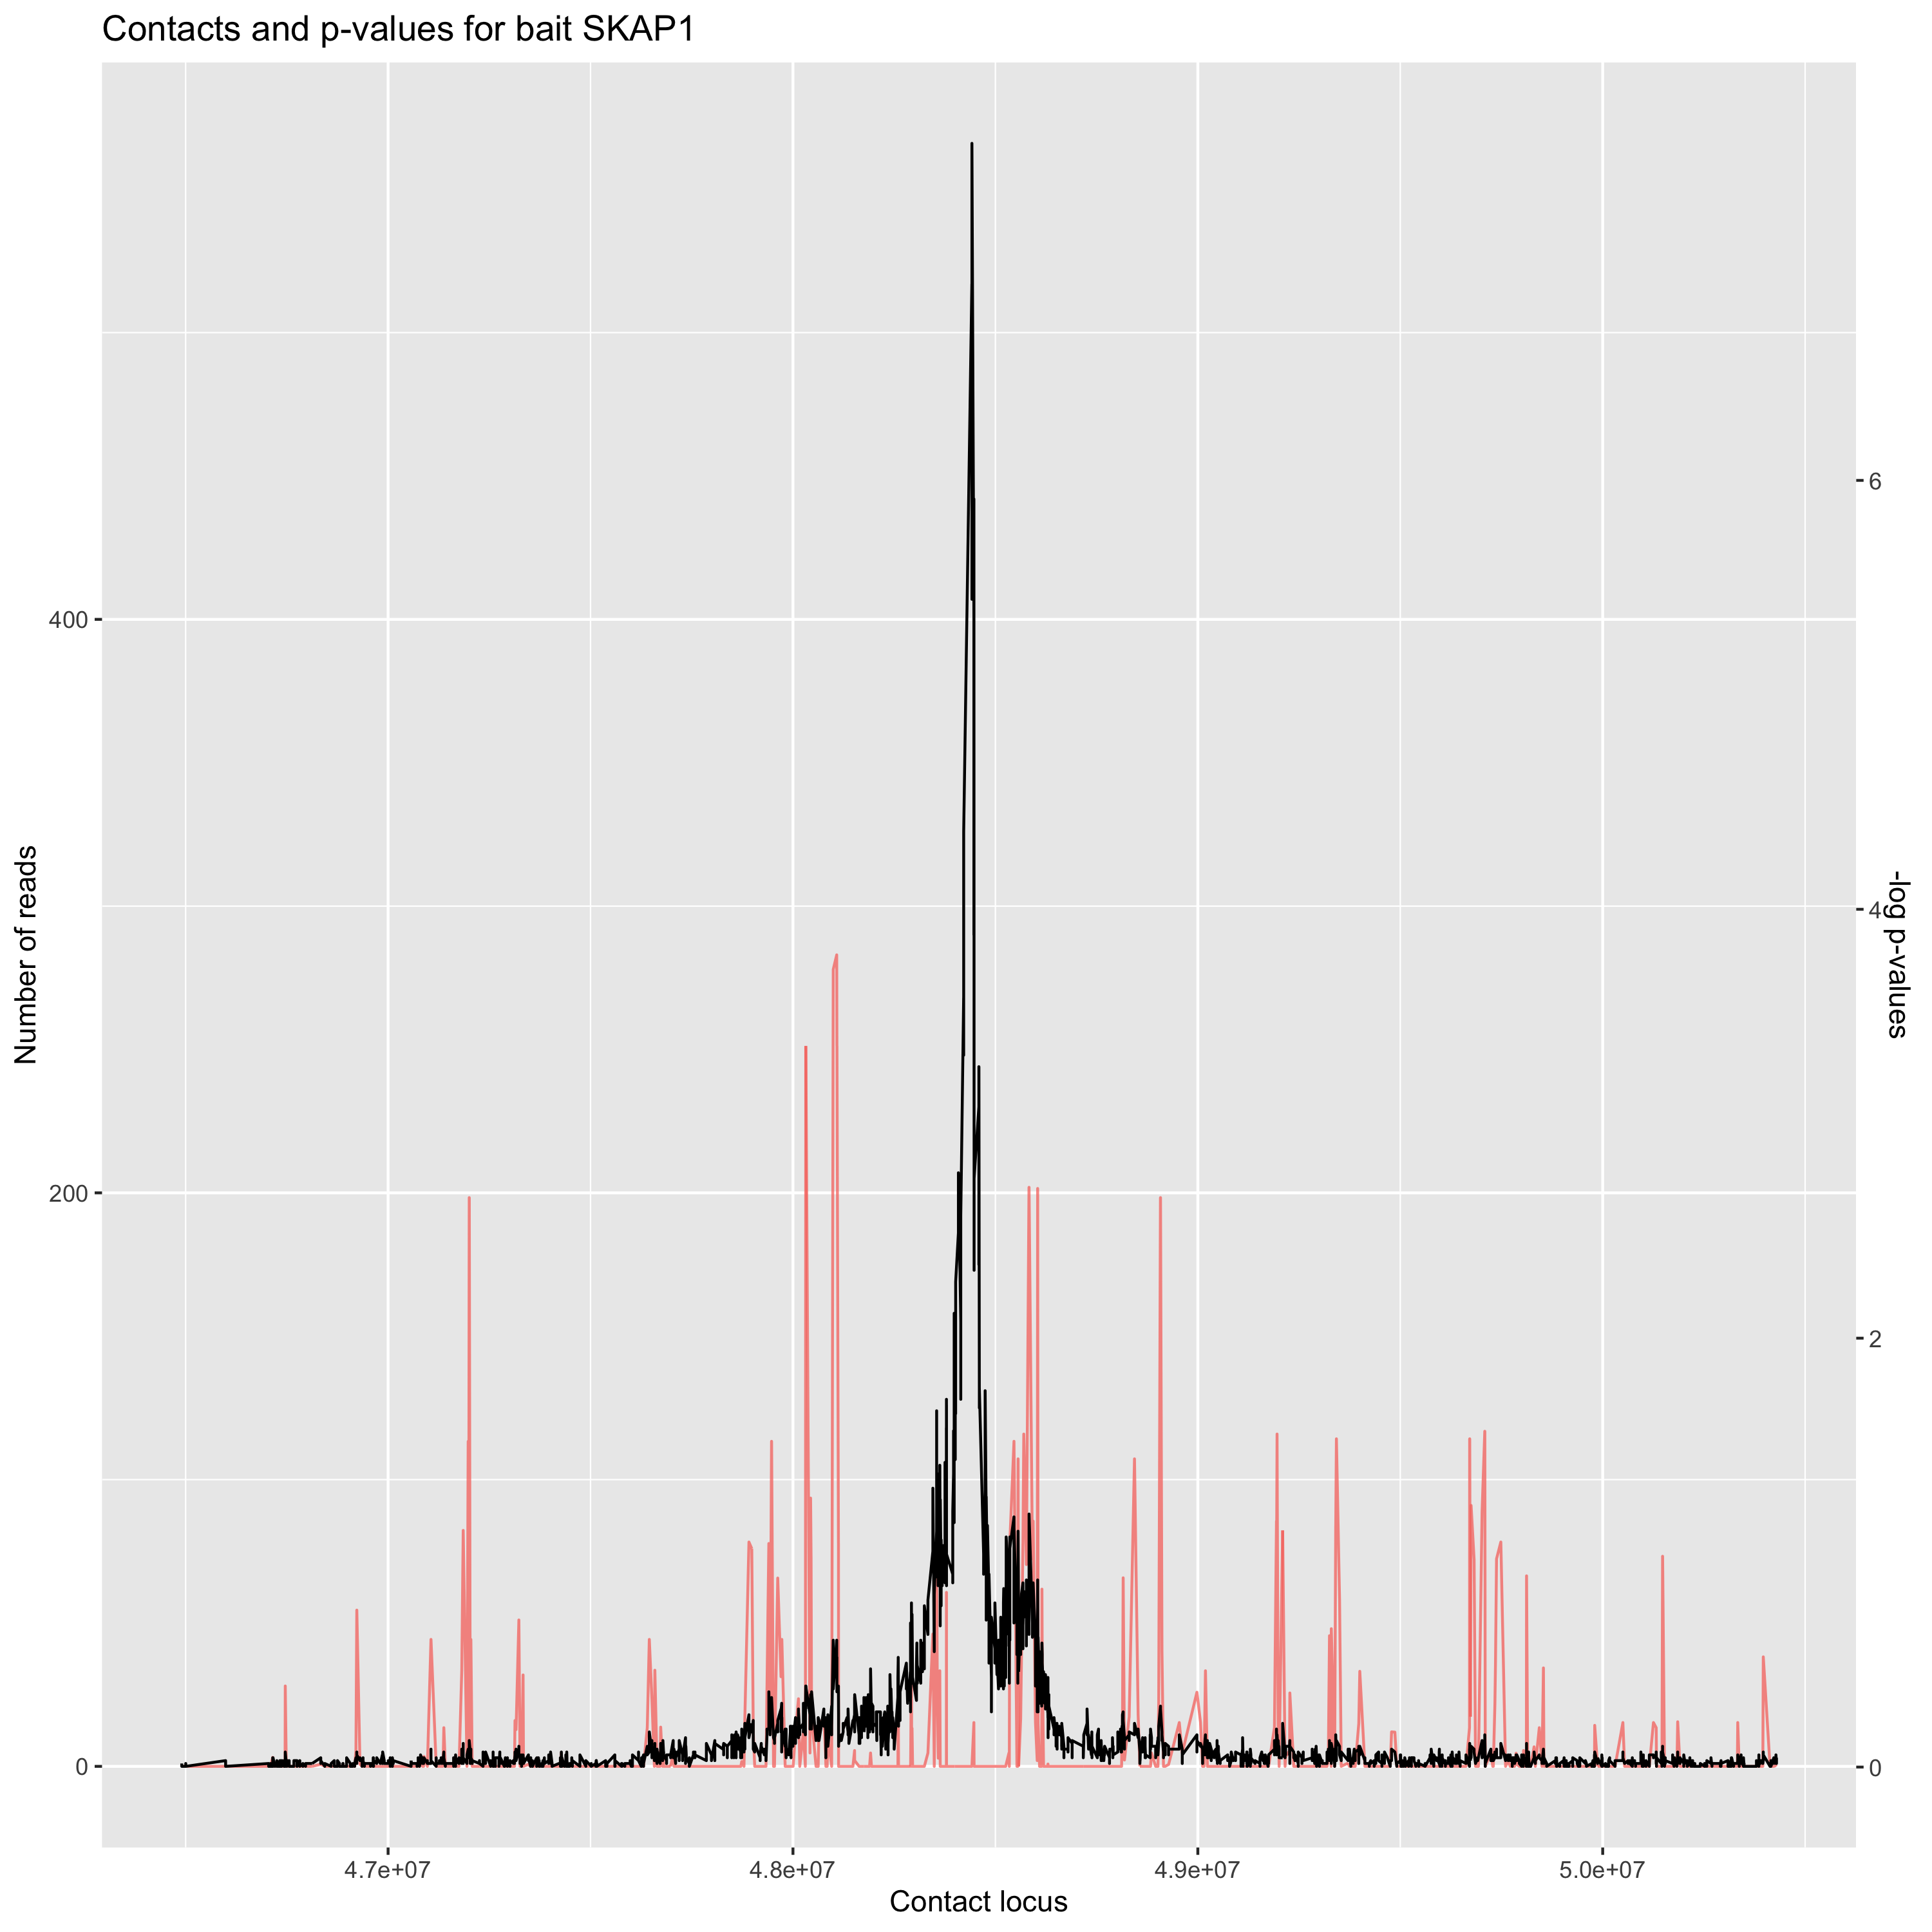 Contacts and p-values for bait SKAP1
Number of reads
400
200
0
6
4
2
0
-log p-values
4.7e+07 4.8e+07 4.9e+07 5.0e+07
Contact locus